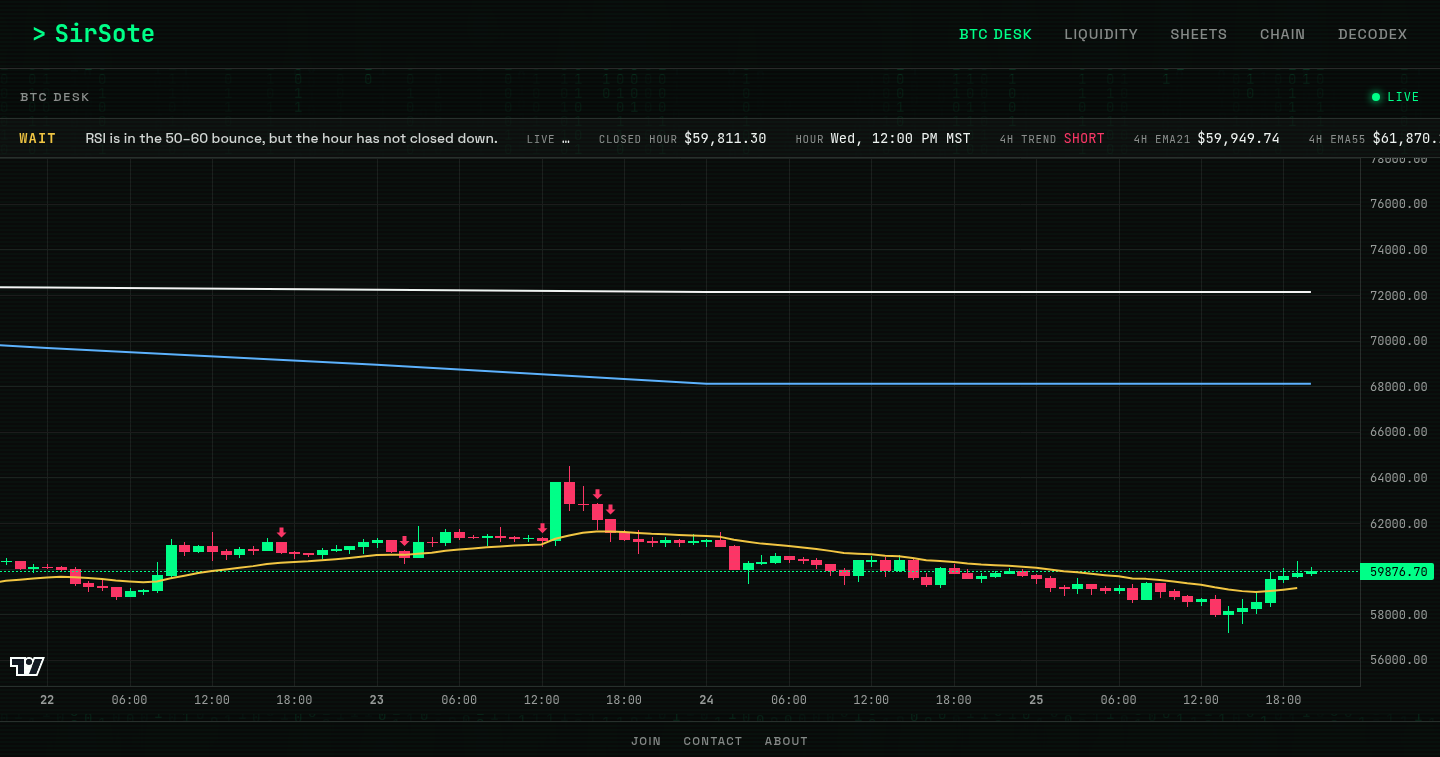 > SirSote
BTC DESK LIQUIDITY SHEETS CHAIN DECODEX
BTC DESK
LIVE
WAIT RSI is in the 50–60 bounce, but the hour has not closed down. LIVE … CLOSED HOUR $59,811.30 HOUR Wed, 12:00 PM MST 4H TREND SHORT 4H EMA21 $59,949.74 4H EMA55 $61,870.
78000.00
76000.00
74000.00
72000.00
70000.00
68000.00
66000.00
64000.00
62000.00
59876.70
58000.00
56000.00
22 06:00 12:00 18:00 23 06:00 12:00 18:00 24 06:00 12:00 18:00 25 06:00 12:00 18:00
JOIN CONTACT ABOUT